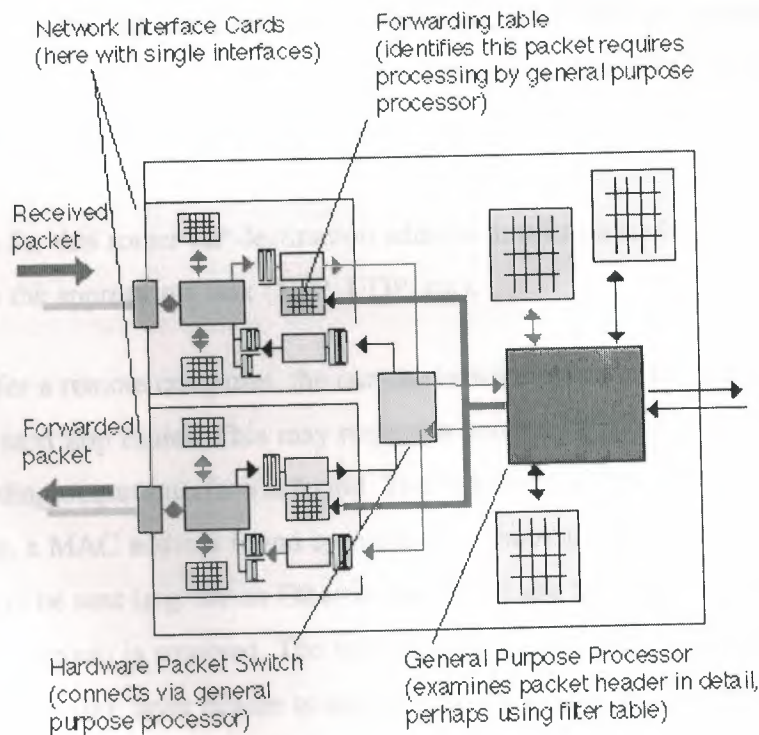 Network Interface Cards
(here with single interfaces)
Forwarding table
(identifies this packet requires
processing by general purpose
processor)
Received
packet
Forwarded
packet
Hardware Packet Switch
(connects via general
purpose processor)
General Purpose Processor
(examines packet header in detail,
perhaps using filter table)